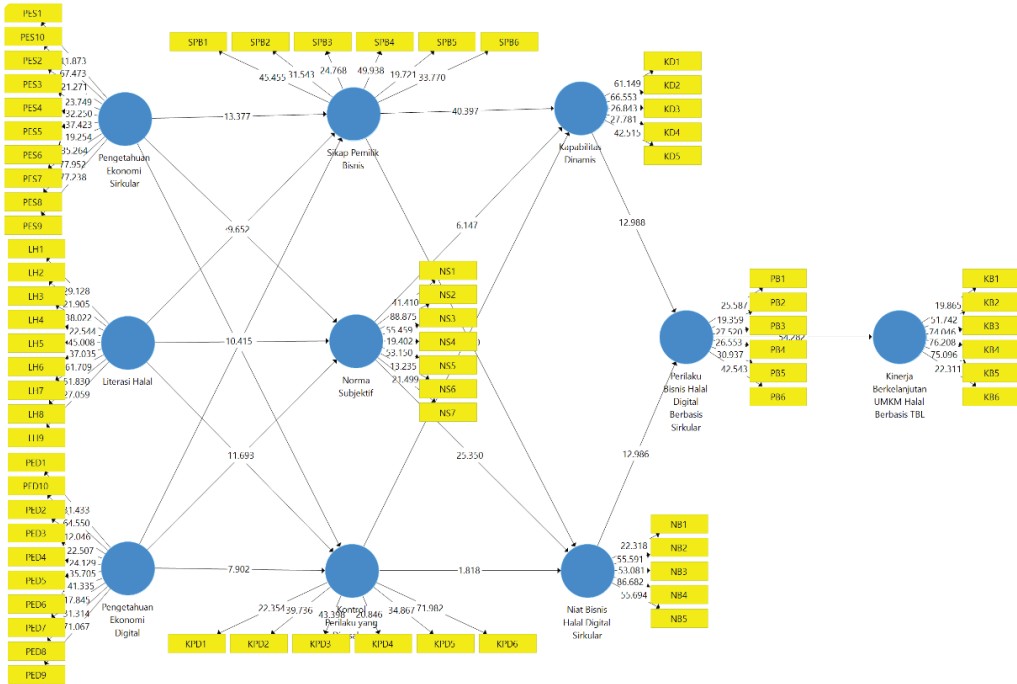 PES1
PES10
PES2
PES3
PES4
PES5
PES6
PES7
PES8
PES9
67.473
21.271
23.749
32.250
37.423
19.254
35.264
77.952
77.238
Pengetahuan
Ekonomi
Sirkular
LH1
LH2
LH3
LH4
LH5
LH6
LH7
LH8
LH9
29.128
21.905
38.022
22.544
45.008
37.035
61.709
51.830
27.059
Literasi Halal
PED1
PED10
PED2
PED3
PED4
PED5
PED6
PED7
PED8
PED9
31.433
64.550
12.046
22.507
24.129
35.705
41.335
17.845
31.314
71.067
Pengetahuan
Ekonomi
Digital
SPB1
SPB2
SPB3
SPB4
SPB5
SPB6
45.455
31.543
24.768
49.938
19.721
33.770
Sikap Pemilik
Bisnis
13.377
9.652
10.415
11.693
7.902
NS1
NS2
NS3
NS4
NS5
NS6
NS7
41.410
88.875
55.459
19.402
53.150
13.235
21.499
Norma
Subjektif
Kontrol
Perilaku yang
22.354
39.736
43.398
20.846
34.867
71.982
KPD1
KPD2
KPD3
KPD4
KPD5
KPD6
40.397
6.147
25.350
1.818
KD1
KD2
KD3
KD4
KD5
61.149
66.553
26.843
27.781
42.515
Kapabilitas
Dinamis
NB1
NB2
NB3
NB4
NB5
22.318
55.591
53.081
86.682
55.694
Niat Bisnis
Halal Digital
Sirkular
12.988
12.986
PB1
PB2
PB3
PB4
PB5
PB6
25.587
19.359
27.520
26.553
30.937
42.543
Perilaku
Bisnis Halal
Digital
Berbasis
Sirkular
54.282
KB1
KB2
KB3
KB4
KB5
KB6
19.865
51.742
74.046
76.208
75.096
22.311
Kinerja
Berkelanjutan
UMKM Halal
Berbasis TBL